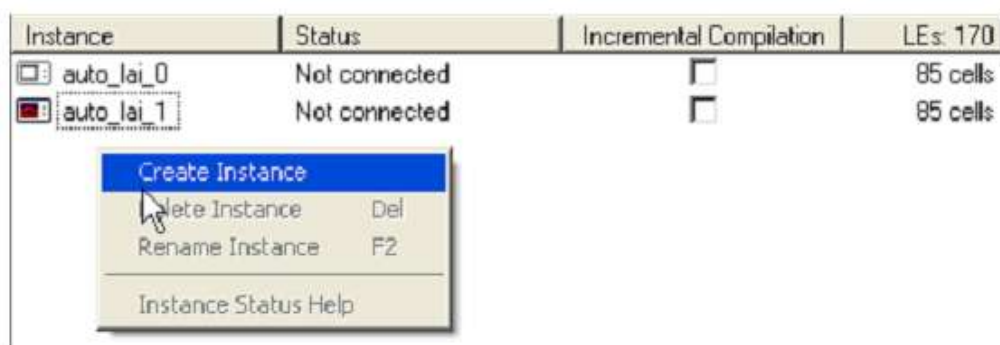 Instance Status Incremental Compilation LEs: 170
auto_lai_0 Not connected 85 cells
auto_lai_1 Not connected 85 cells
Create Instance
lete Instance Del
Rename Instance F2
Instance Status Help